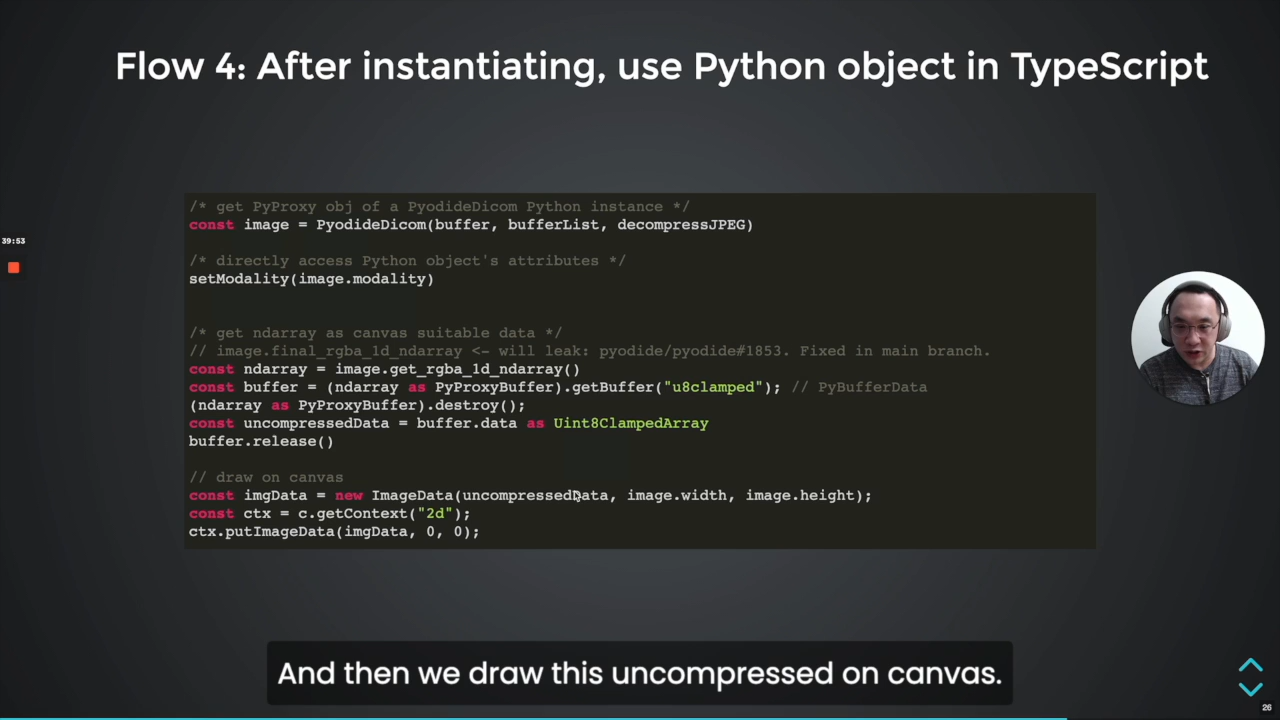 Flow 4: After instantiating, use Python object in TypeScript
/* get PyProxy obj of a PyodideDicom Python instance */
const image = PyodideDicom(buffer, bufferList, decompressJPEG)
/* directly access Python object's attributes */
39:53
setModality(image.modality)
/* get ndarray as canvas suitable data */
// image.final_rgba_1d_ndarray <- will leak: pyodide/pyodide#1853. Fixed in main branch.
const ndarray = image.get_rgba_1d_ndarray()
const buffer = (ndarray as PyProxyBuffer).getBuffer("u8clamped"); // PyBufferData
(ndarray as PyProxyBuffer).destroy();
const uncompressedData = buffer.data as Uint8ClampedArray
buffer.release()
// draw on canvas
const imgData = new ImageData(uncompressedData, image.width, image.height);
const ctx = c.getContext("2d");
ctx.putImageData(imgData, 0, 0);
And then we draw this uncompressed on canvas.
26